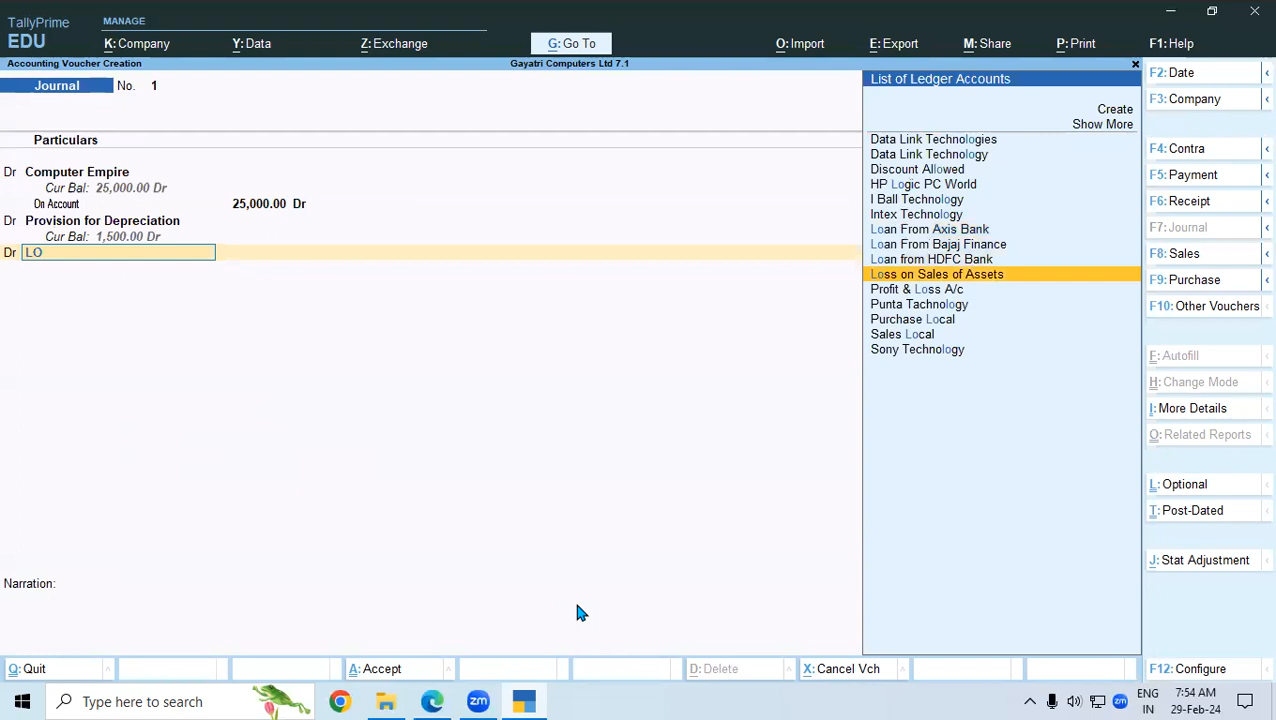 TallyPrime
EDU
MANAGE
K: Company
Y: Data
Z: Exchange
G: Go To
O: Import
E: Export
M: Share
P: Print
F1: Help
Accounting Voucher Creation
Gayatri Computers Ltd 7.1
Journal No. 1
Particulars
Dr Computer Empire
Cur Bal: 25,000.00 Dr
On Account 25,000.00 Dr
Dr Provision for Depreciation
Cur Bal: 1,500.00 Dr
Dr LO
Narration:
List of Ledger Accounts
Create
Show More
Data Link Technologies
Data Link Technology
Discount Allowed
HP Logic PC World
I Ball Technology
Intex Technology
Loan From Axis Bank
Loan From Bajaj Finance
Loan from HDFC Bank
Loss on Sales of Assets
Profit & Loss A/c
Punta Tachnology
Purchase Local
Sales Local
Sony Technology
F2: Date
F3: Company
F4: Contra
F5: Payment
F6: Receipt
F7: Journal
F8: Sales
F9: Purchase
F10: Other Vouchers
F: Autofill
H: Change Mode
I: More Details
O: Related Reports
L: Optional
T: Post-Dated
J: Stat Adjustment
Q: Quit
A: Accept
D: Delete
X: Cancel Vch
F12: Configure
Type here to search
zm
zm
ENG
IN
7:54 AM
29-Feb-24